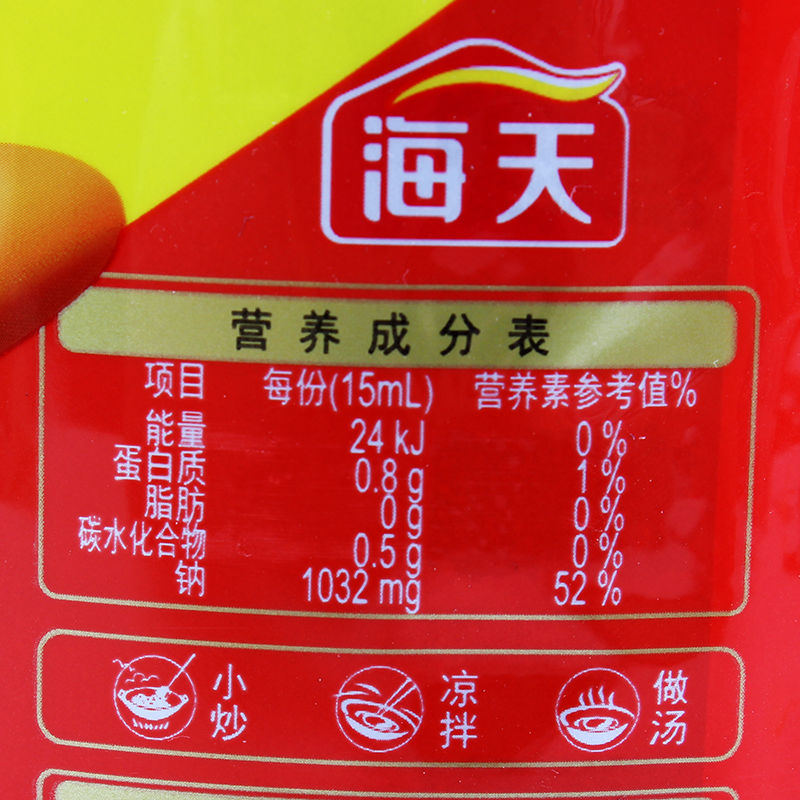 海天
营养成分表
项目 每份(15mL) 营养素参考值%
能量 24 kJ 0 %
蛋白质 0.8 g 1 %
脂肪 0 g 0 %
碳水化合物 0.5 g 0 %
钠 1032 mg 52 %
小炒 凉拌 做汤